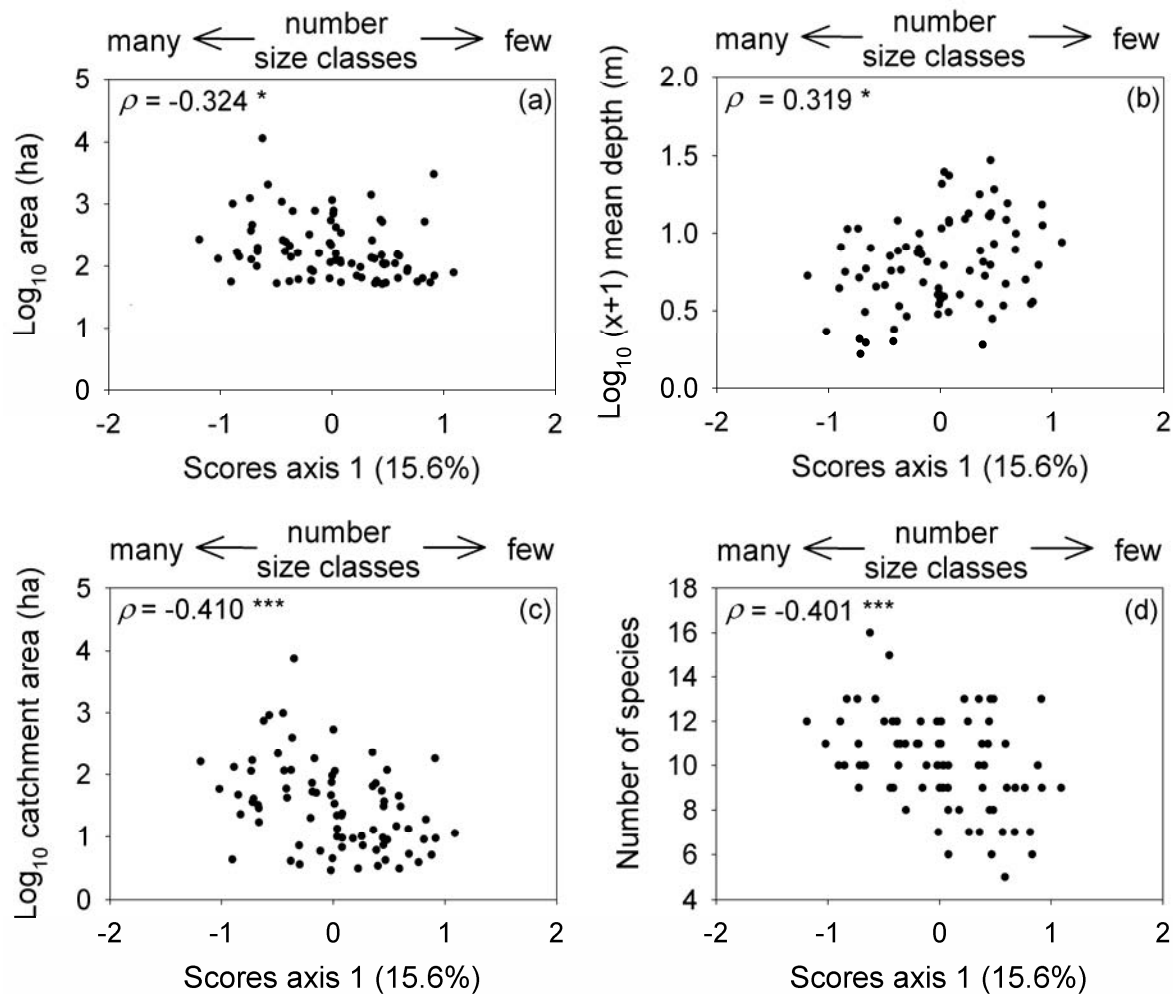 many ← number → few
size classes
ρ = -0.324 * (a)
Log₁₀ area (ha)
5
4
3
2
1
0
-2 -1 0 1 2
Scores axis 1 (15.6%)
many ← number → few
size classes
ρ = 0.319 * (b)
Log₁₀ (x+1) mean depth (m)
2.0
1.5
1.0
0.5
0.0
-2 -1 0 1 2
Scores axis 1 (15.6%)
many ← number → few
size classes
ρ = -0.410 *** (c)
Log₁₀ catchment area (ha)
5
4
3
2
1
0
-2 -1 0 1 2
Scores axis 1 (15.6%)
many ← number → few
size classes
ρ = -0.401 *** (d)
Number of species
18
16
14
12
10
8
6
4
-2 -1 0 1 2
Scores axis 1 (15.6%)